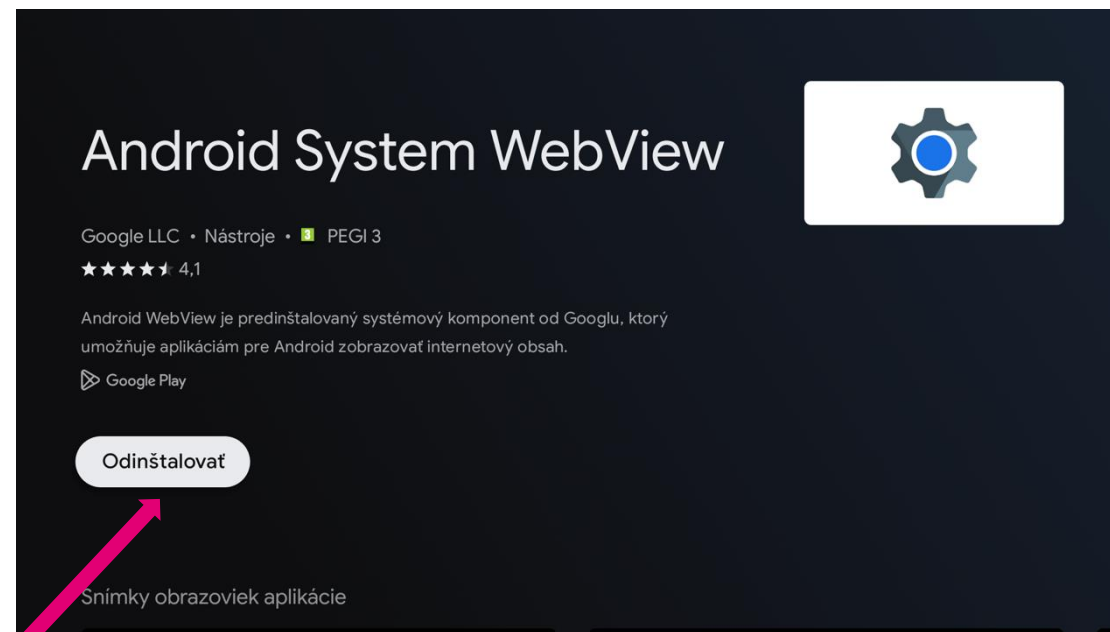 Android System WebView
Google LLC • Nástroje • 3 PEGI 3
4,1
Android WebView je predinštalovaný systémový komponent od Googlu, ktorý
umožňuje aplikáciám pre Android zobrazovať internetový obsah.
Google Play
Odinštalovať
Snímky obrazoviek aplikácie